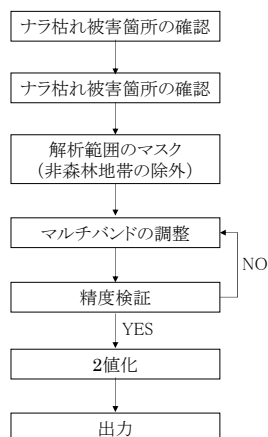 ナラ枯れ被害箇所の確認
ナラ枯れ被害箇所の確認
解析範囲のマスク
（非森林地帯の除外）
マルチバンドの調整
NO
精度検証
YES
2値化
出力